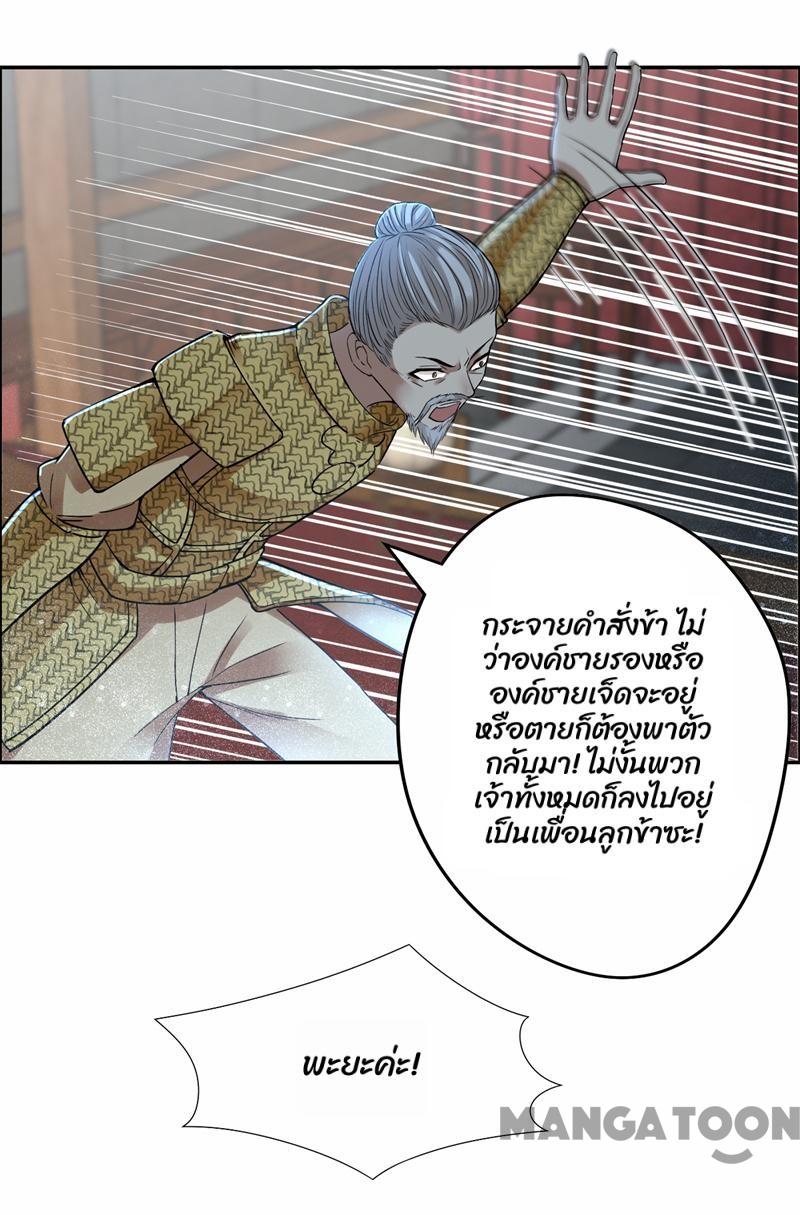 กระจายคำสั่งข้า ไม่
ว่าองค์ชายรองหรือ
องค์ชายเจ็ดจะอยู่
หรือตายก็ต้องพาตัว
กลับมา! ไม่งั้นพวก
เจ้าทั้งหมดก็ลงไปอยู่
เป็นเพื่อนลูกข้าซะ!
พะยะค่ะ!
MANGATOON